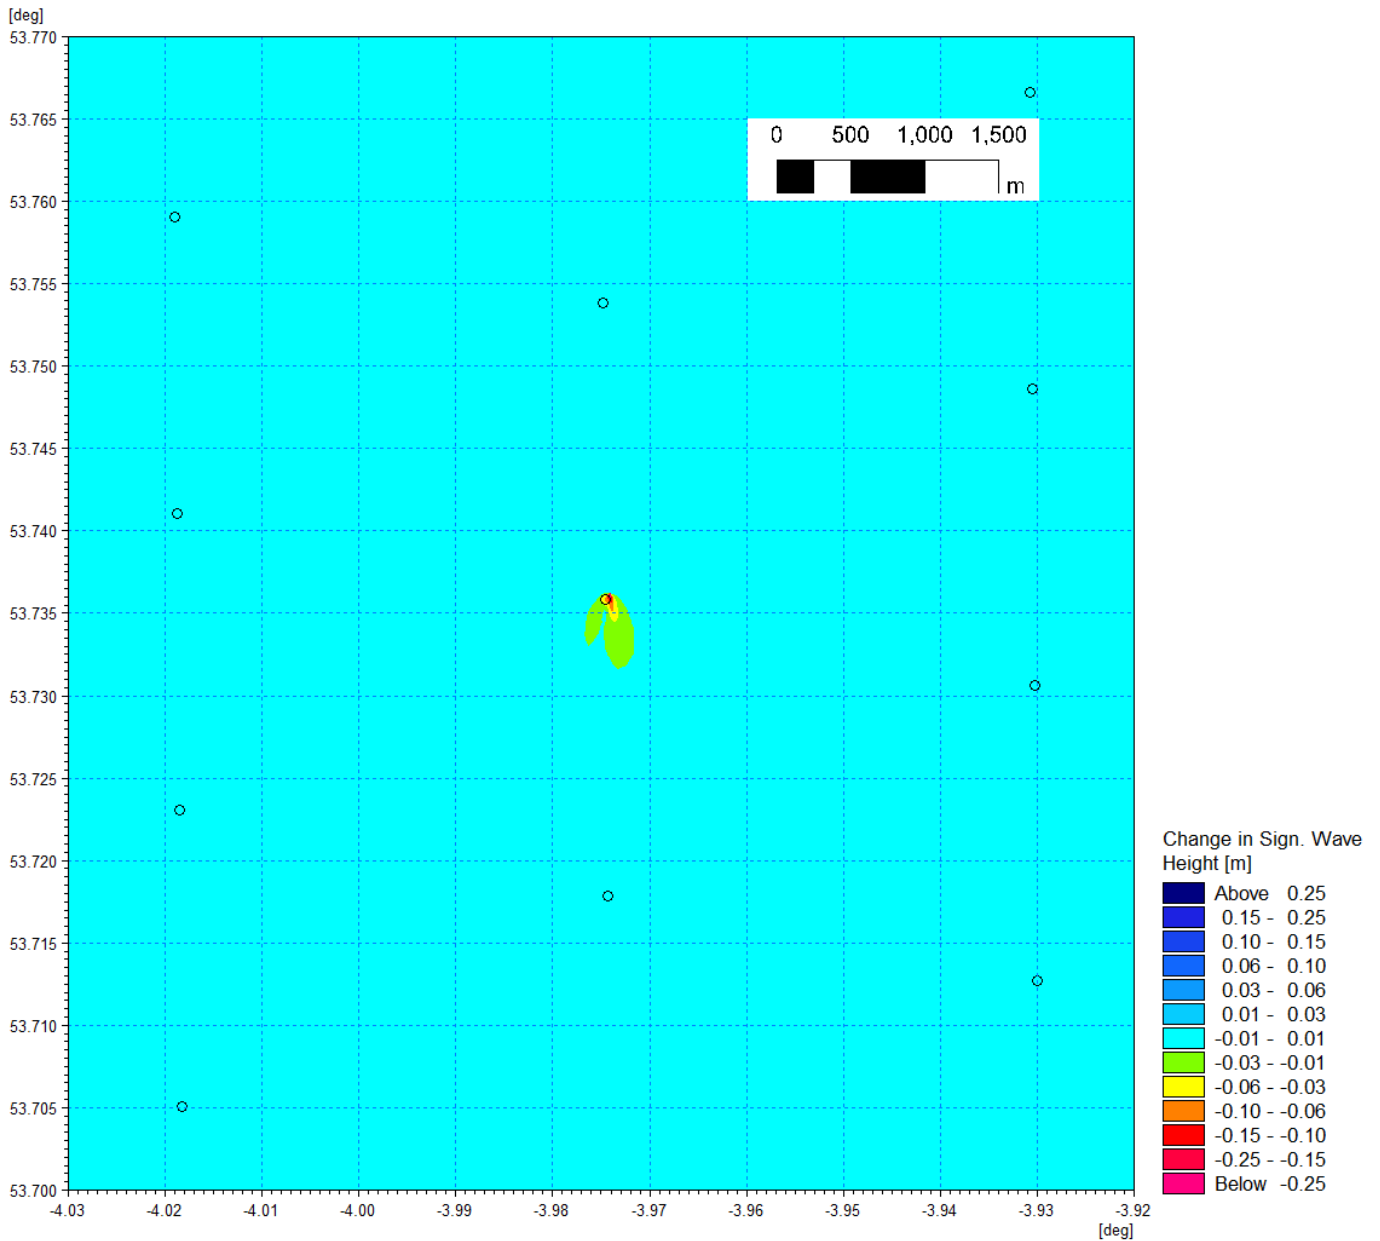 [deg]
53.770
53.765
53.760
53.755
53.750
53.745
53.740
53.735
53.730
53.725
53.720
53.715
53.710
53.705
53.700
0 500 1,000 1,500
m
-4.03 -4.02 -4.01 -4.00 -3.99 -3.98 -3.97 -3.96 -3.95 -3.94 -3.93 -3.92
[deg]
Change in Sign. Wave
Height [m]
Above 0.25
0.15 - 0.25
0.10 - 0.15
0.06 - 0.10
0.03 - 0.06
0.01 - 0.03
-0.01 - 0.01
-0.03 - -0.01
-0.06 - -0.03
-0.10 - -0.06
-0.15 - -0.10
-0.25 - -0.15
Below -0.25